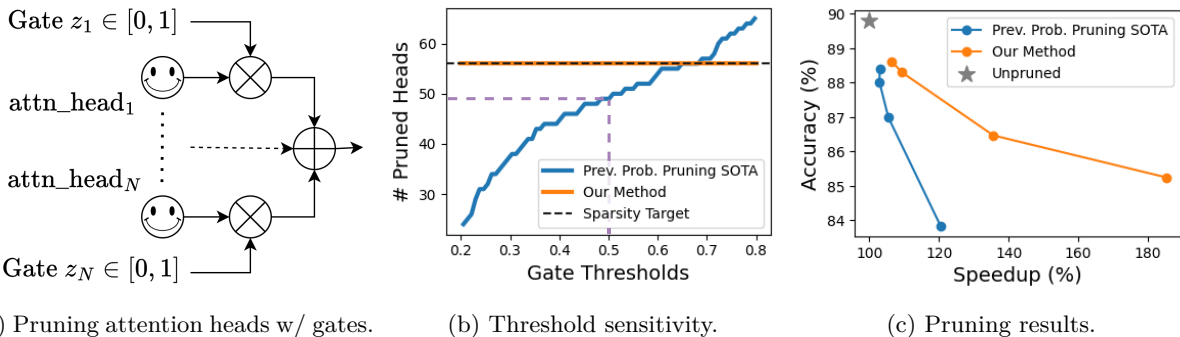 Gate z₁ ∈ [0, 1]
attn_head₁
attn_head_N
Gate z_N ∈ [0, 1]
) Pruning attention heads w/ gates.
# Pruned Heads
60
50
40
30
Prev. Prob. Pruning SOTA
Our Method
Sparsity Target
0.2 0.3 0.4 0.5 0.6 0.7 0.8
Gate Thresholds
(b) Threshold sensitivity.
Accuracy (%)
90
89
88
87
86
85
84
Prev. Prob. Pruning SOTA
Our Method
Unpruned
100 120 140 160 180
Speedup (%)
(c) Pruning results.